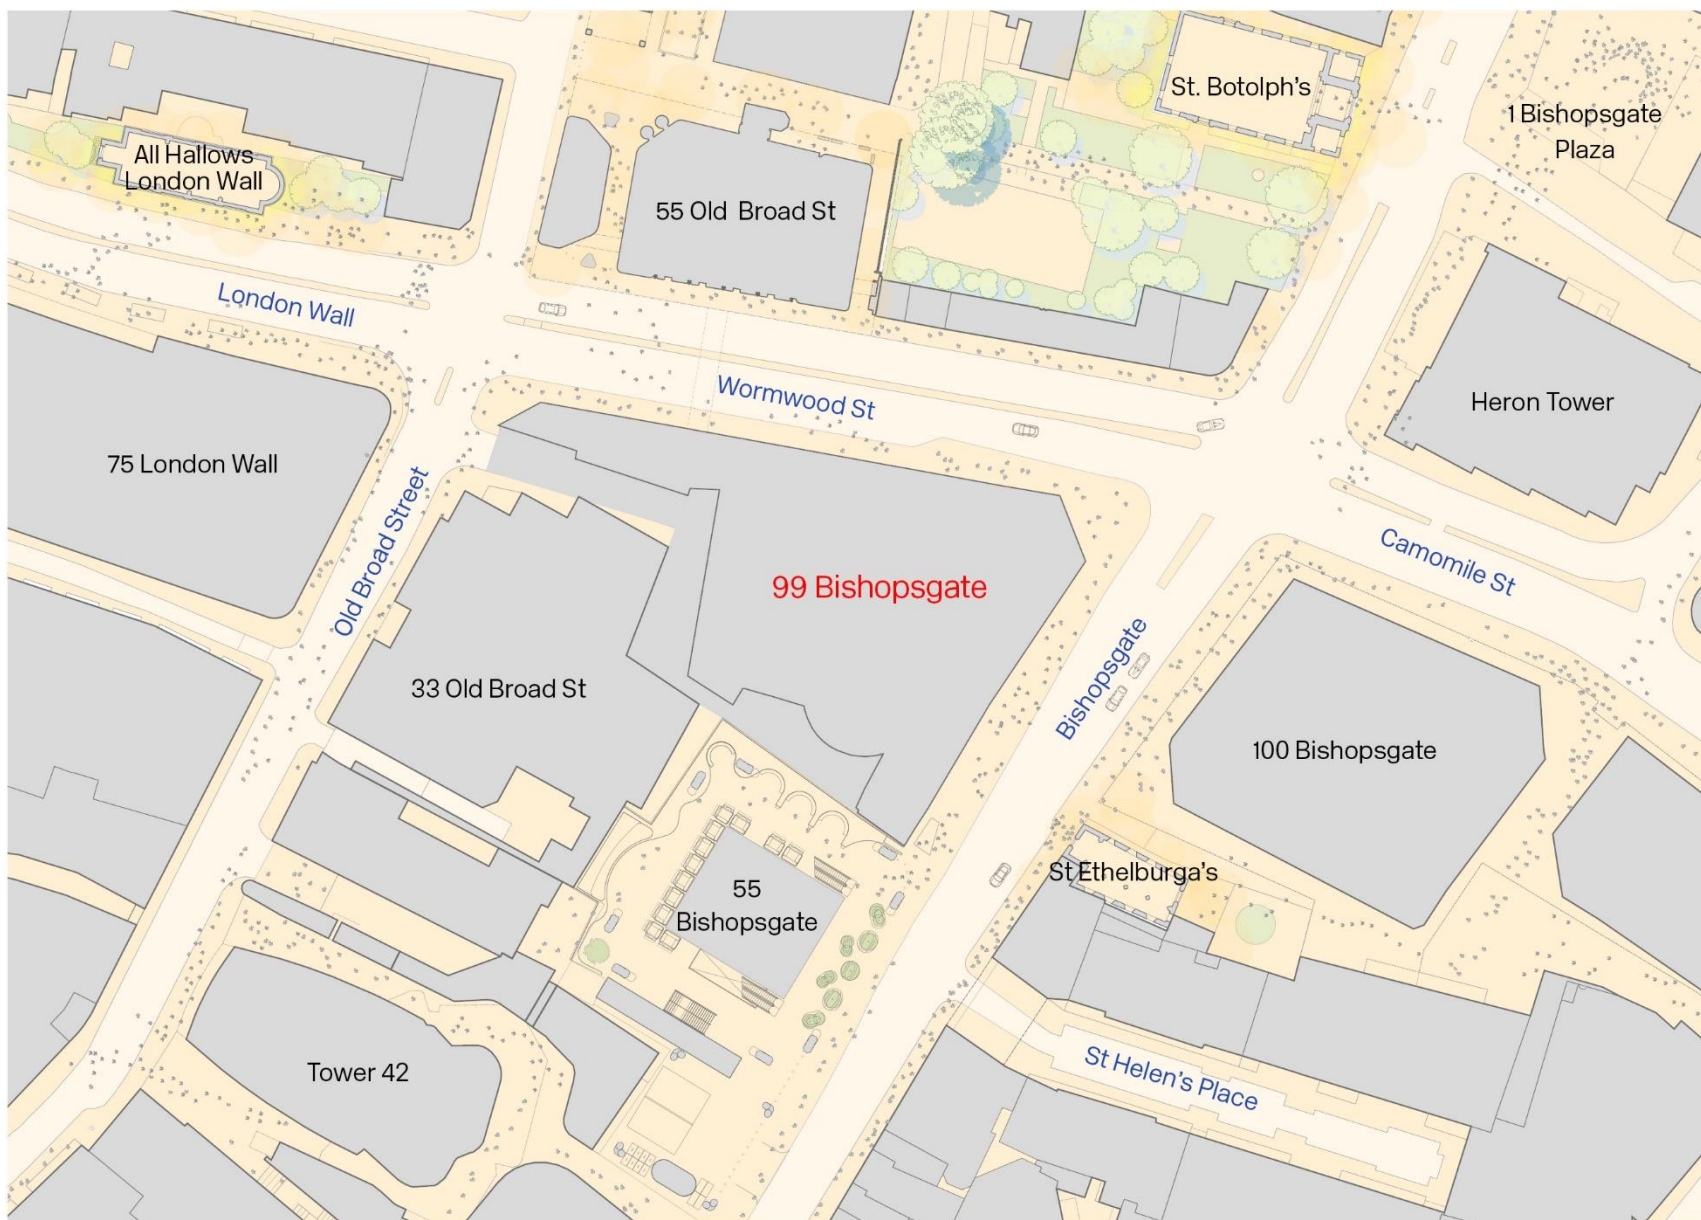 St. Botolph's
1 Bishopsgate
Plaza
All Hallows
London Wall
55 Old Broad St
London Wall
Wormwood St
Heron Tower
75 London Wall
Old Broad Street
99 Bishopsgate
Camomile St
33 Old Broad St
Bishopsgate
100 Bishopsgate
St Ethelburga's
55
Bishopsgate
Tower 42
St Helen's Place